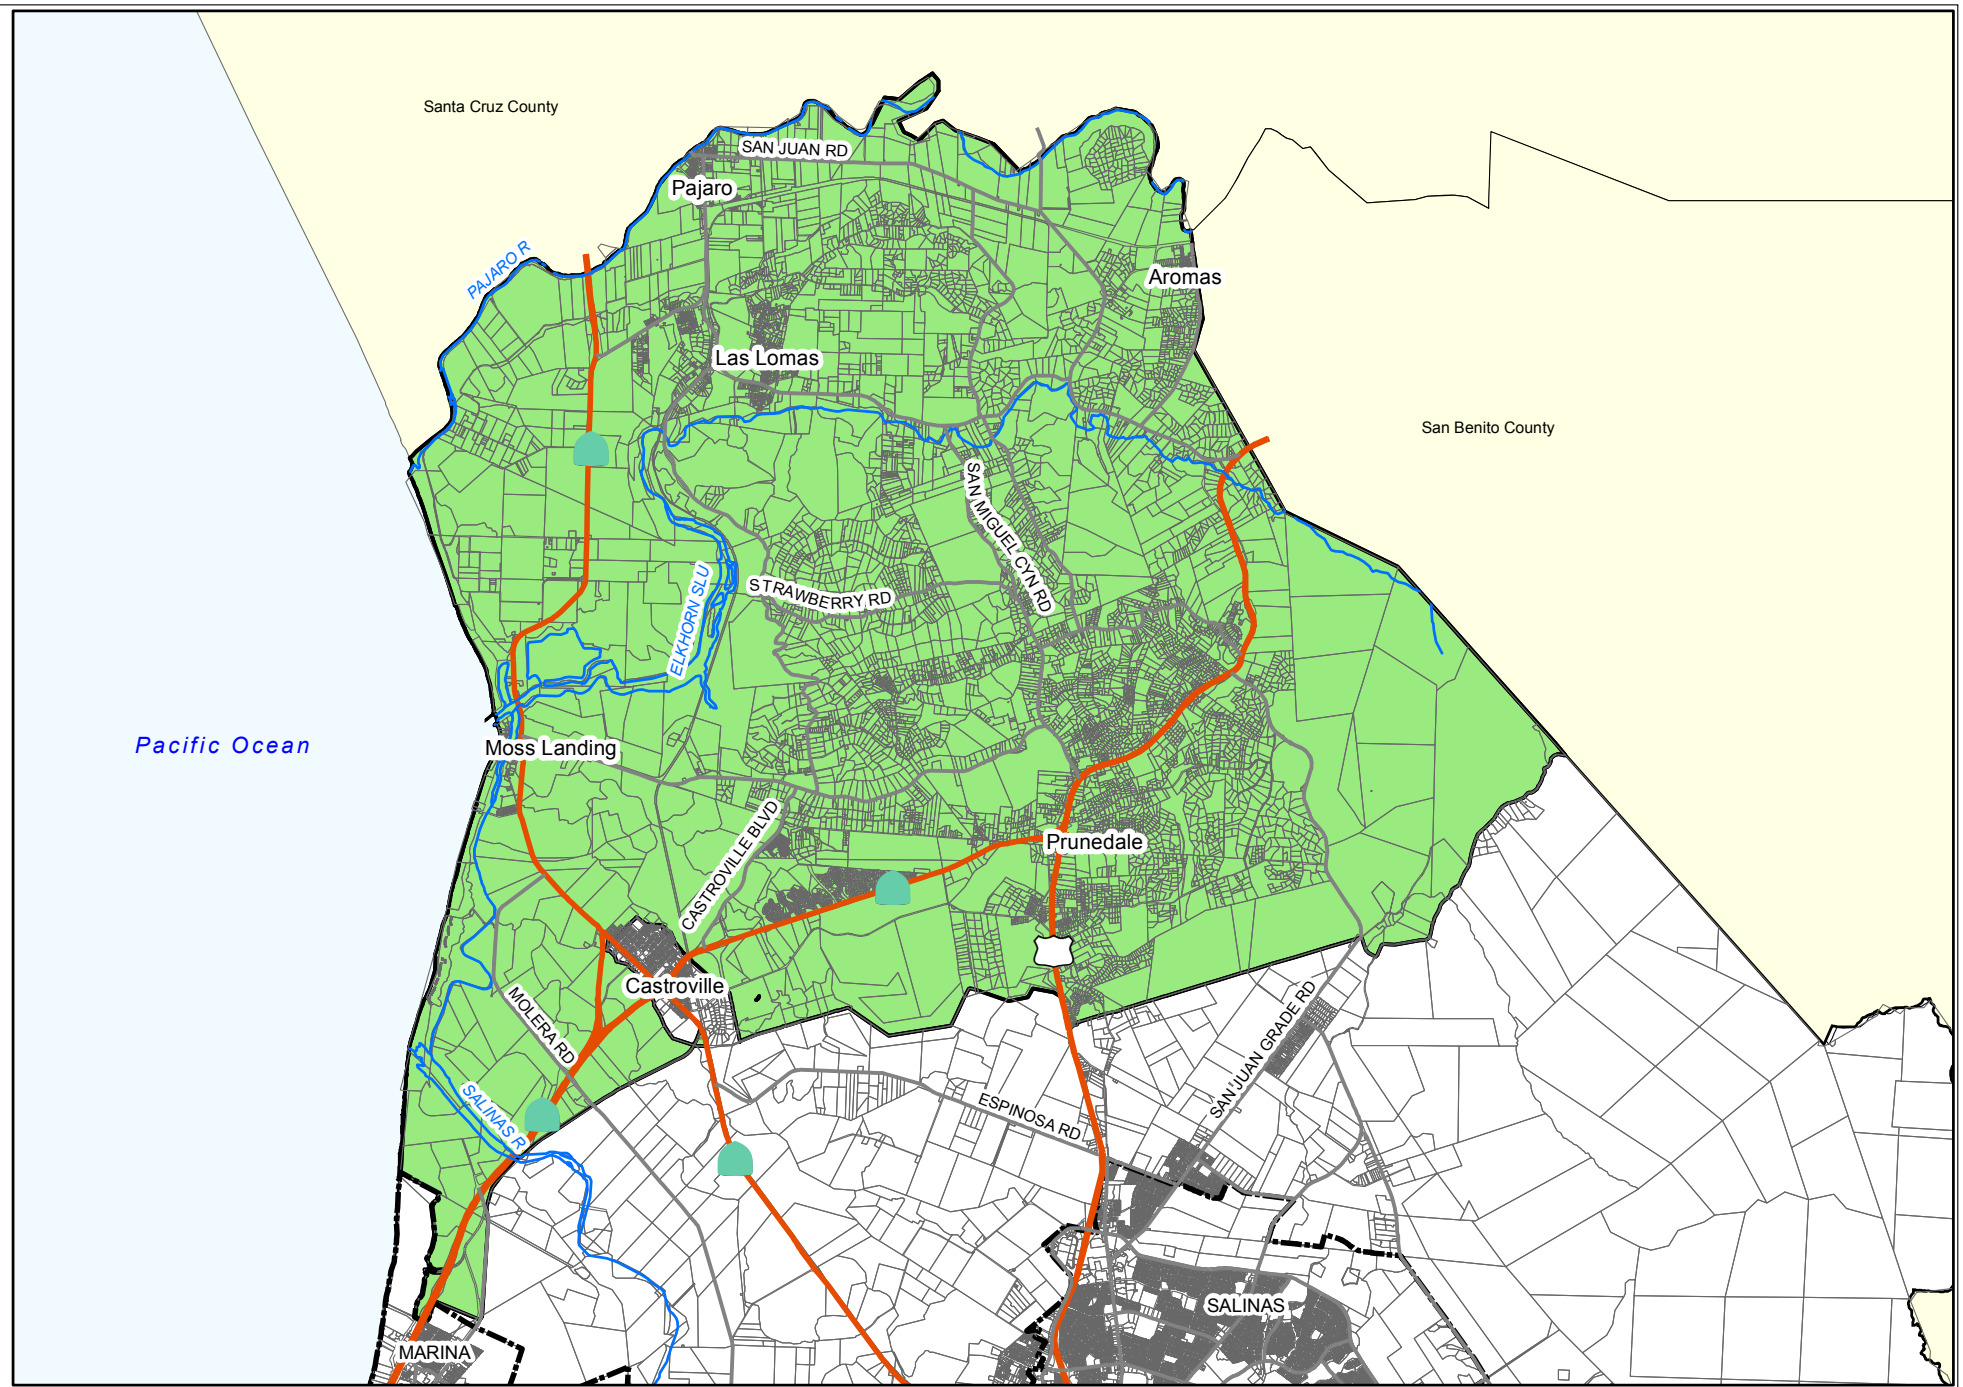 Santa Cruz County
SAN JUAN RD
Pajaro
PAJARO R
Aromas
Las Lomas
San Benito County
SAN MIGUEL CYN RD
STRAWBERRY RD
ELKHORN SLU
Pacific Ocean
Moss Landing
CASTROVILLE BLVD
Prunedale
Castroville
MOLERA RD
SAN JUAN GRADE RD
ESPINOSA RD
SALINAS R
SALINAS
MARINA